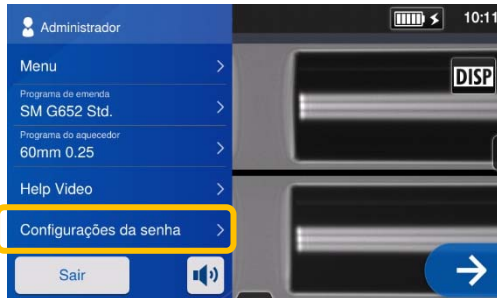 Administrador
10:11
Menu
DISP
Programa de emenda
SM G652 Std.
Programa do aquecedor
60mm 0.25
Help Video
Configurações da senha
Sair